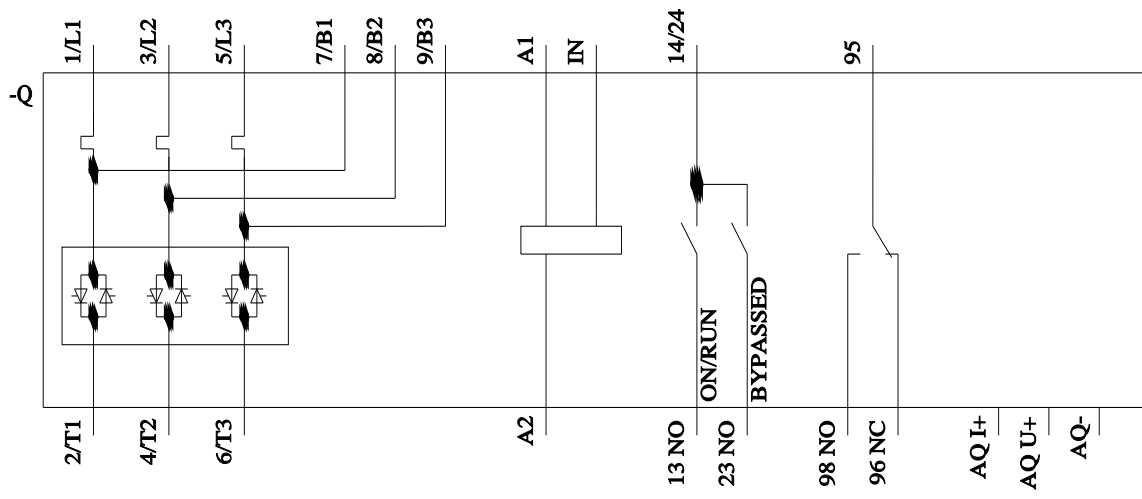 1/L1
3/L2
5/L3
7/B1
8/B2
9/B3
A1
IN
14/24
95
-Q
ON/RUN
BYPASSED
2/T1
4/T2
6/T3
A2
13 NO
23 NO
98 NO
96 NC
AQ I+
AQ U+
AQ-